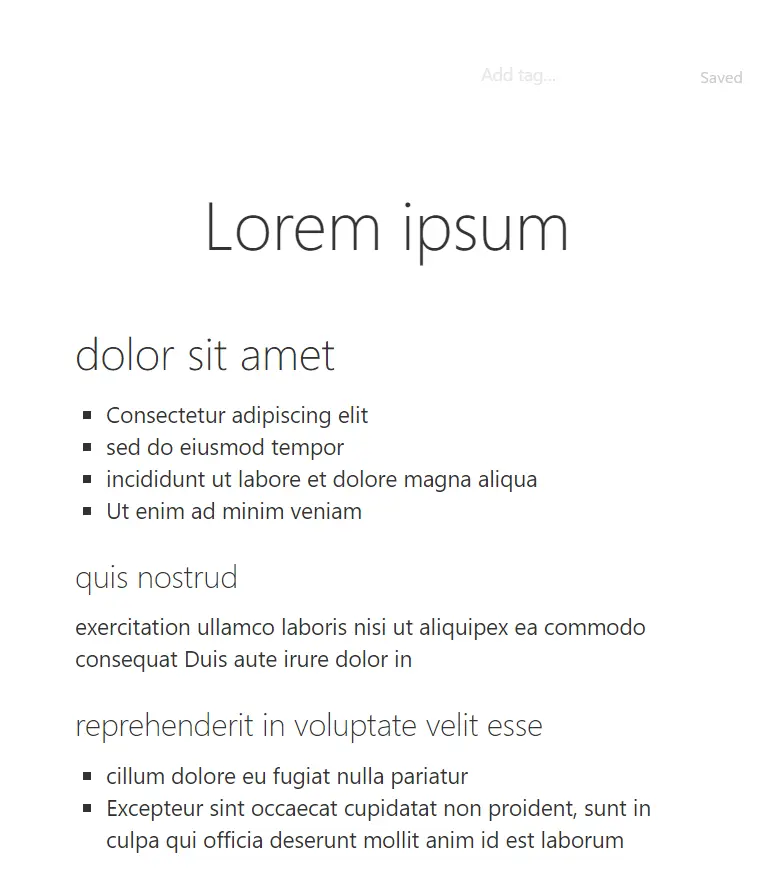 Add tag...
Saved
Lorem ipsum
dolor sit amet
Consectetur adipiscing elit
sed do eiusmod tempor
incididunt ut labore et dolore magna aliqua
Ut enim ad minim veniam
quis nostrud
exercitation ullamco laboris nisi ut aliquipex ea commodo
consequat Duis aute irure dolor in
reprehenderit in voluptate velit esse
cillum dolore eu fugiat nulla pariatur
Excepteur sint occaecat cupidatat non proident, sunt in
culpa qui officia deserunt mollit anim id est laborum